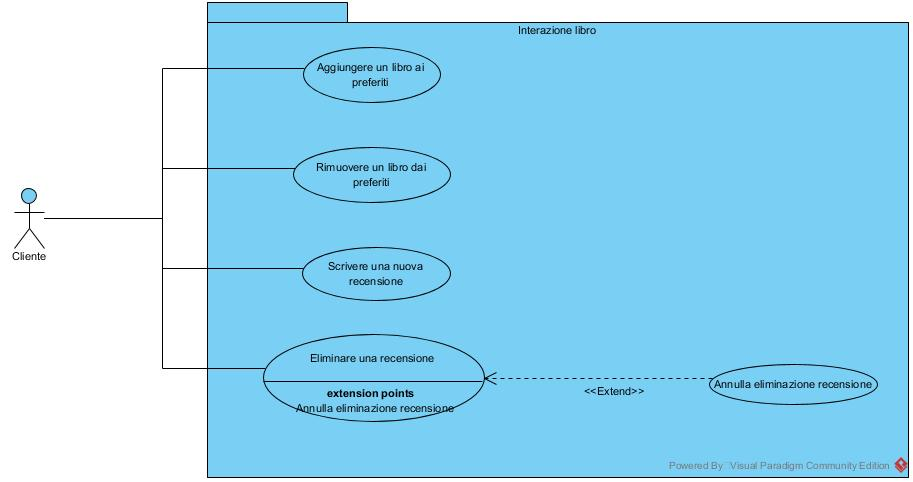 Interazione libro
Aggiungere un libro ai
preferiti
Rimuovere un libro dai
preferiti
Cliente
Scrivere una nuova
recensione
Eliminare una recensione
extension points
Annulla eliminazione recensione
<<Extend>>
Annulla eliminazione recensione
Powered By Visual Paradigm Community Edition